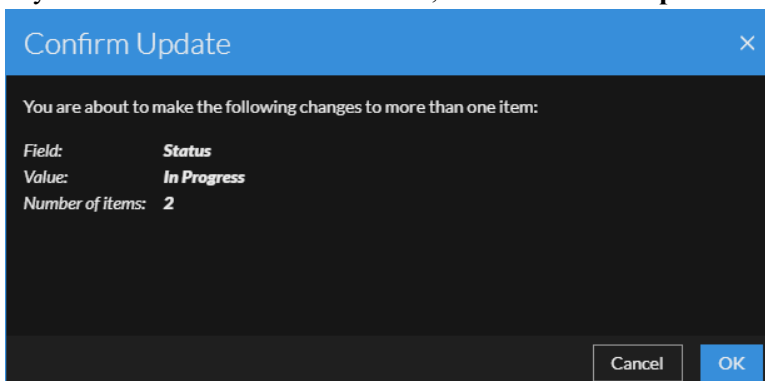 Confirm Update
You are about to make the following changes to more than one item:
Field: Status
Value: In Progress
Number of items: 2
Cancel OK